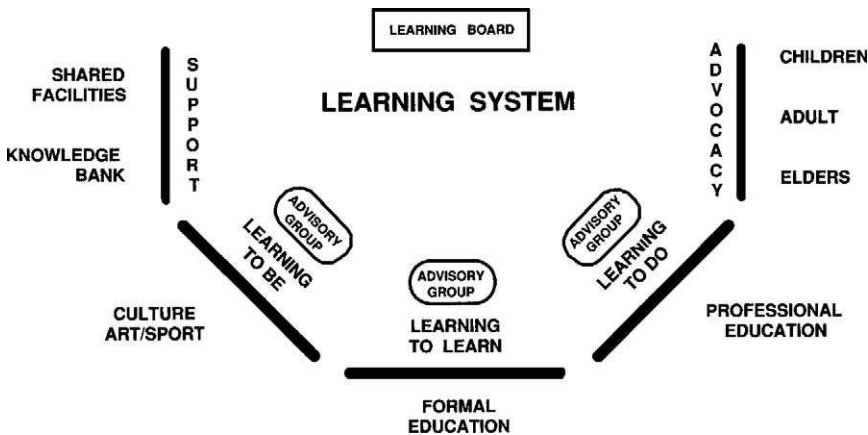 LEARNING BOARD
LEARNING SYSTEM
SHARED
FACILITIES
KNOWLEDGE
BANK
SUPPORT
ADVOCACY
CHILDREN
ADULT
ELDERS
ADVISORY
GROUP
LEARNING
TO BE
CULTURE
ART/SPORT
ADVISORY
GROUP
LEARNING
TO LEARN
FORMAL
EDUCATION
ADVISORY
GROUP
LEARNING
TO DO
PROFESSIONAL
EDUCATION